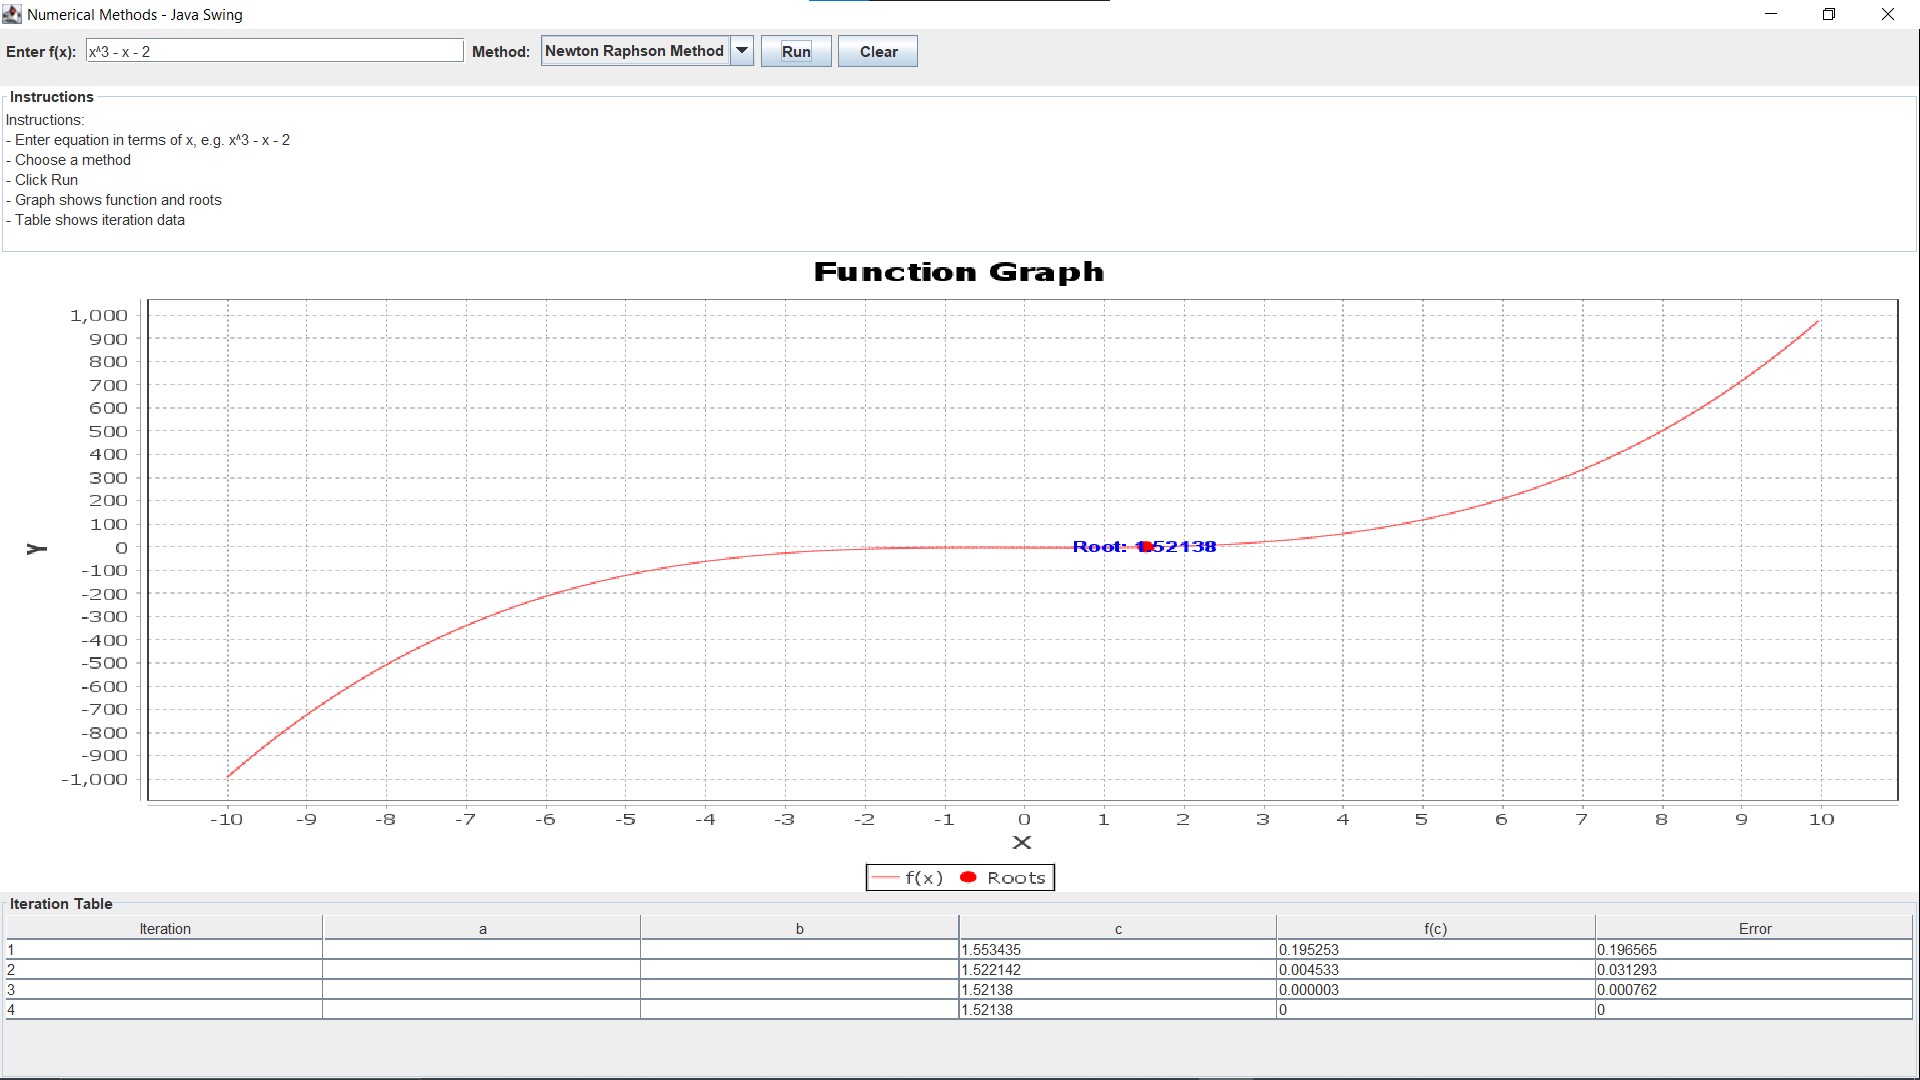 Numerical Methods - Java Swing
Enter f(x): x^3 - x - 2 Method: Newton Raphson Method Run Clear
Instructions
Instructions:
- Enter equation in terms of x, e.g. x^3 - x - 2
- Choose a method
- Click Run
- Graph shows function and roots
- Table shows iteration data
Function Graph
1,000
900
800
700
600
500
400
300
200
100
0
-100
-200
-300
-400
-500
-600
-700
-800
-900
-1,000
Y
Root: 1.52138
-10 -9 -8 -7 -6 -5 -4 -3 -2 -1 0 1 2 3 4 5 6 7 8 9 10
X
f(x) Roots
Iteration Table
Iteration a b c f(c) Error
1 1.553435 0.195253 0.196565
2 1.522142 0.004533 0.031293
3 1.52138 0.000003 0.000762
4 1.52138 0 0